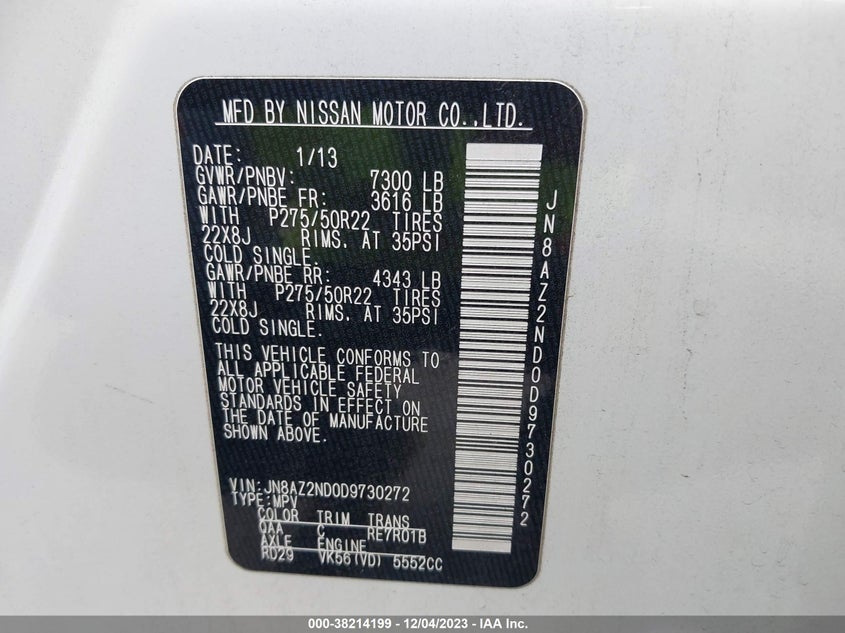 MFD BY NISSAN MOTOR CO.,LTD.
DATE: 1/13
GVWR/PNBV: 7300 LB
GAWR/PNBE FR: 3616 LB
WITH P275/50R22 TIRES
22X8J RIMS. AT 35PSI
COLD SINGLE.
GAWR/PNBE RR: 4343 LB
WITH P275/50R22 TIRES
22X8J RIMS. AT 35PSI
COLD SINGLE.
THIS VEHICLE CONFORMS TO
ALL APPLICABLE FEDERAL
MOTOR VEHICLE SAFETY
STANDARDS IN EFFECT ON
THE DATE OF MANUFACTURE
SHOWN ABOVE.
VIN:JN8AZ2ND0D9730272
TYPE:MPV
COLOR TRIM TRANS
QAA C RE7R01B
AXLE ENGINE
RD29 VK56(VD) 5552CC
JN8AZ2ND0D9730272
000-38214199 - 12/04/2023 - IAA Inc.